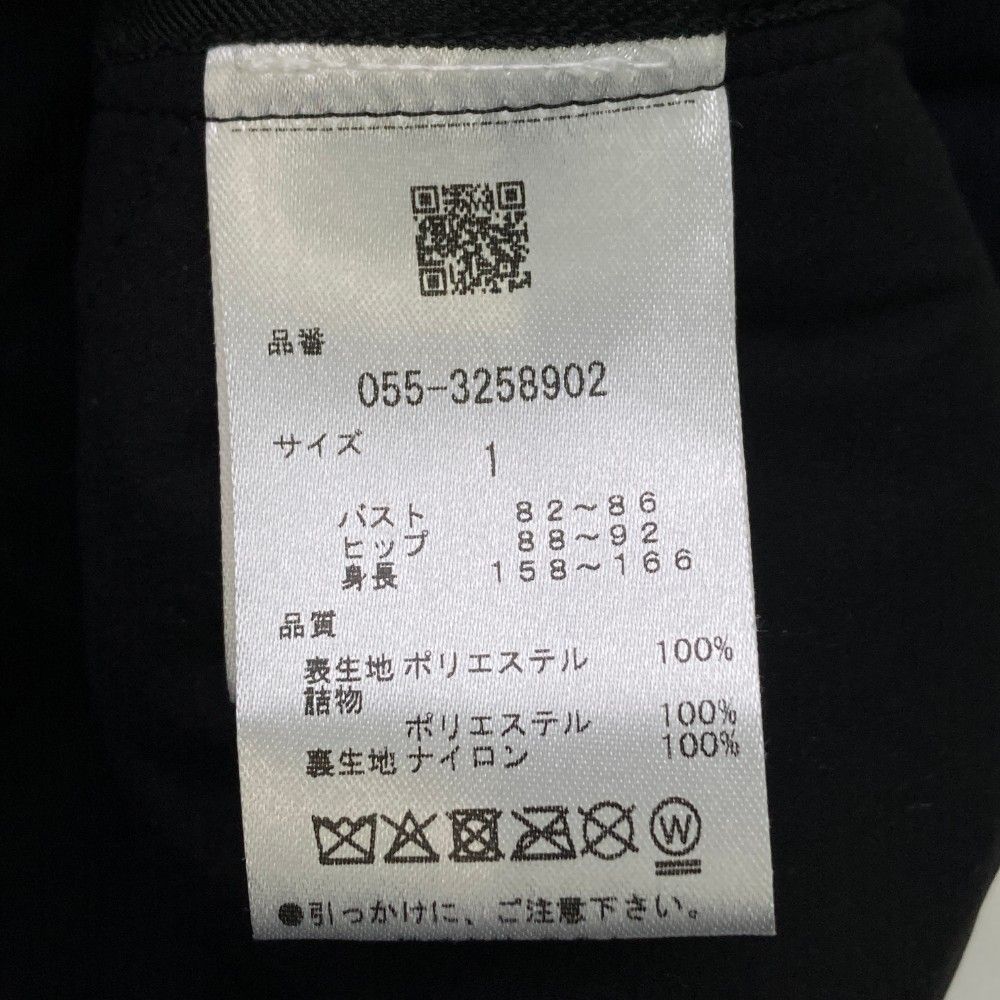 品番
055-3258902
サイズ 1
バスト 82～86
ヒップ 88～92
身長 158～166
品質
表生地 ポリエステル 100%
詰物
ポリエステル 100%
裏生地 ナイロン 100%
W
●引っかけに、ご注意下さい。